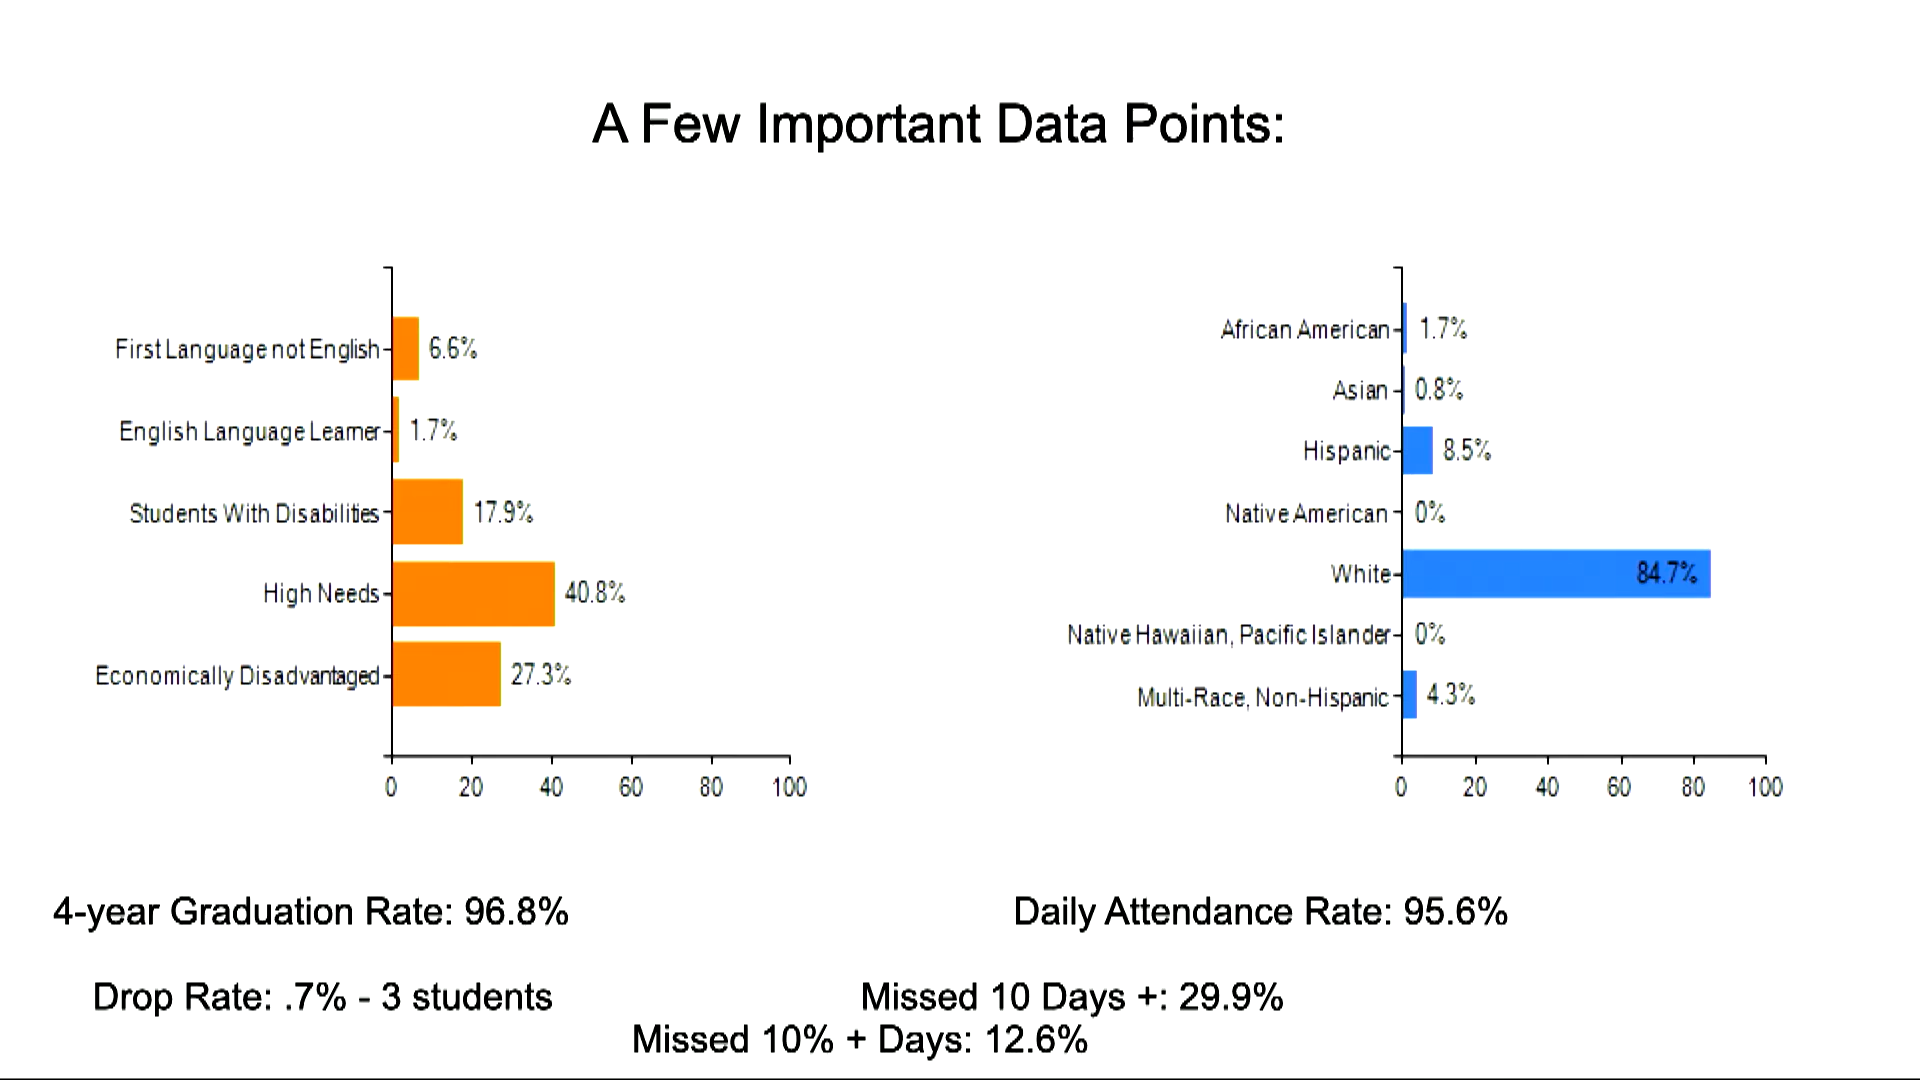 A Few Important Data Points:
First Language not English 6.6%
English Language Learner 1.7%
Students With Disabilities 17.9%
High Needs 40.8%
Economically Disadvantaged 27.3%
0 20 40 60 80 100
African American 1.7%
Asian 0.8%
Hispanic 8.5%
Native American 0%
White 84.7%
Native Hawaiian, Pacific Islander 0%
Multi-Race, Non-Hispanic 4.3%
0 20 40 60 80 100
4-year Graduation Rate: 96.8%
Daily Attendance Rate: 95.6%
Drop Rate: .7% - 3 students
Missed 10 Days +: 29.9%
Missed 10% + Days: 12.6%